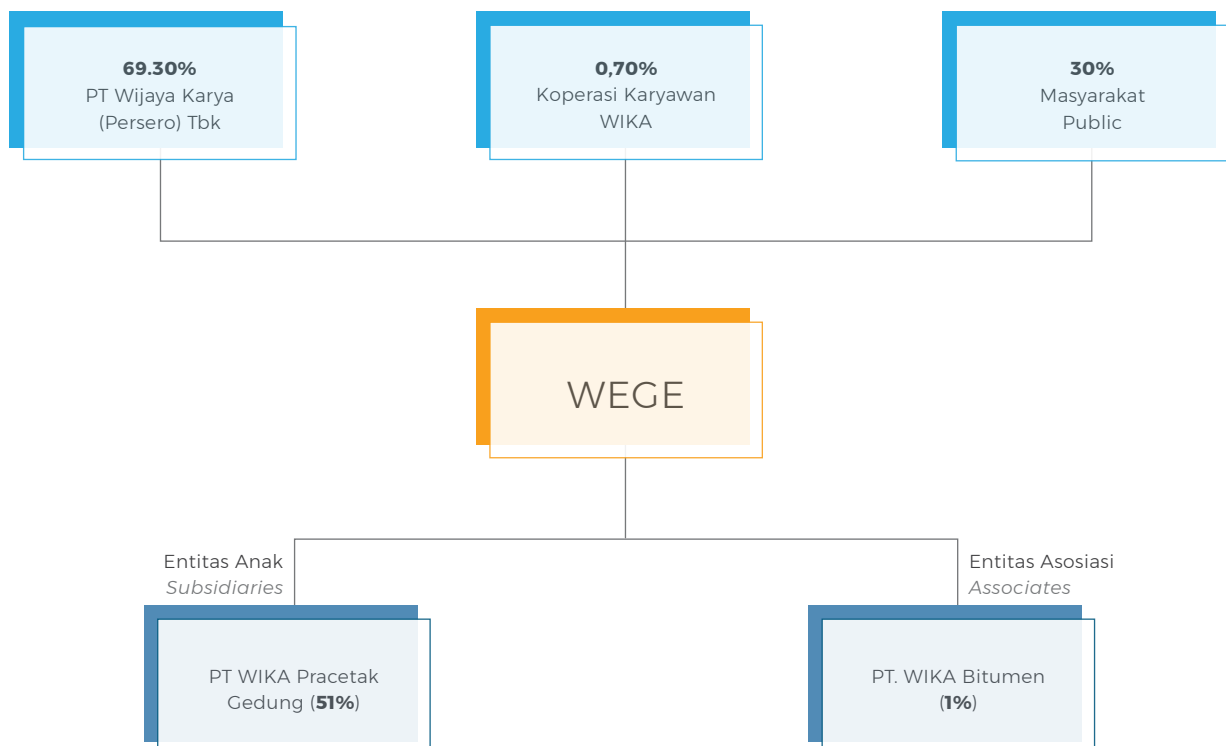 69.30%
PT Wijaya Karya
(Persero) Tbk
0,70%
Koperasi Karyawan
WIKA
30%
Masyarakat
Public
WEGE
Entitas Anak
Subsidiaries
Entitas Asosiasi
Associates
PT WIKA Pracetak
Gedung (51%)
PT. WIKA Bitumen
(1%)